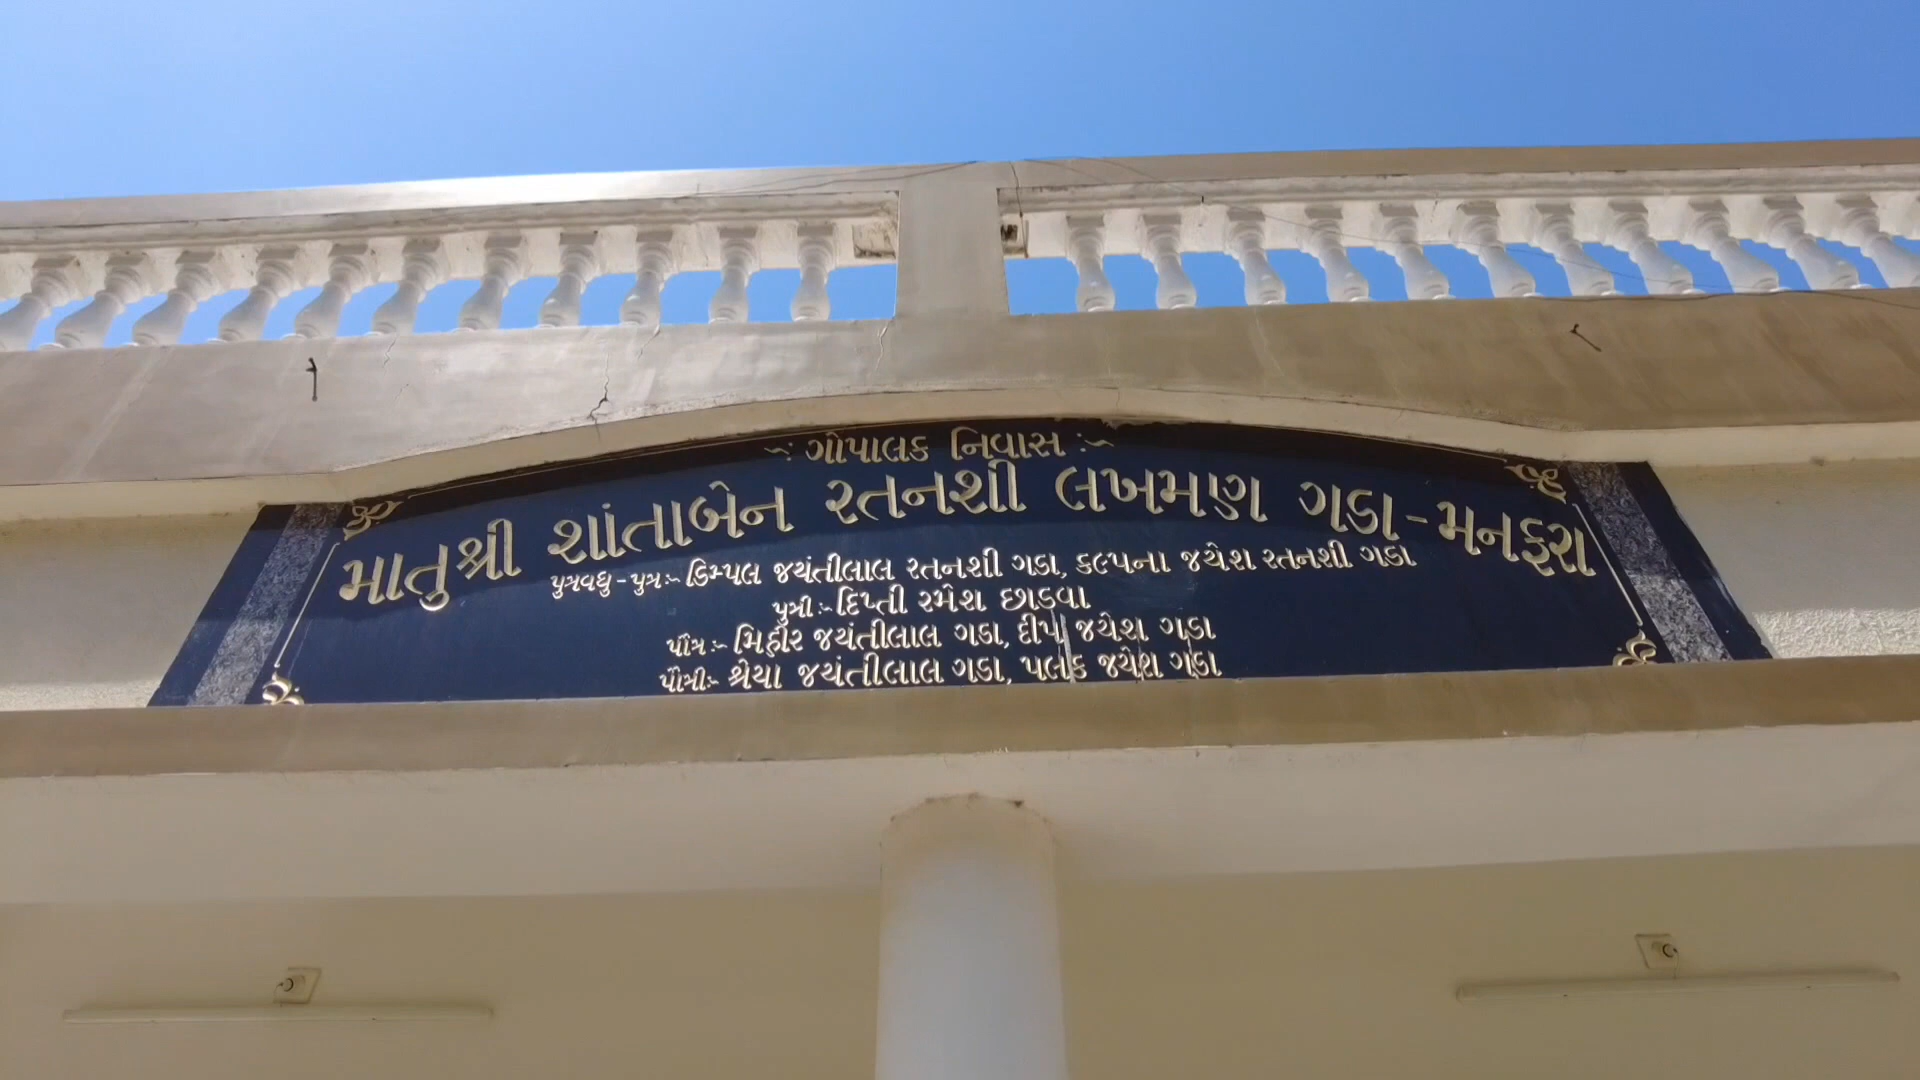 ~: ગોપાલક નિવાસ :~
માતુશ્રી શાંતાબેન રતનશી લખમણ ગડા - મનફરા
પુત્રવધુ - પુત્ર :- ડિમ્પલ જયંતીલાલ રતનશી ગડા, કલ્પના જયેશ રતનશી ગડા
પુત્રી :- દિપ્તી રમેશ છાડવા
પૌત્ર :- મિહીર જયંતીલાલ ગડા, દીપ જયેશ ગડા
પૌત્રી:- શ્રેયા જયંતીલાલ ગડા, પલક જયેશ ગડા